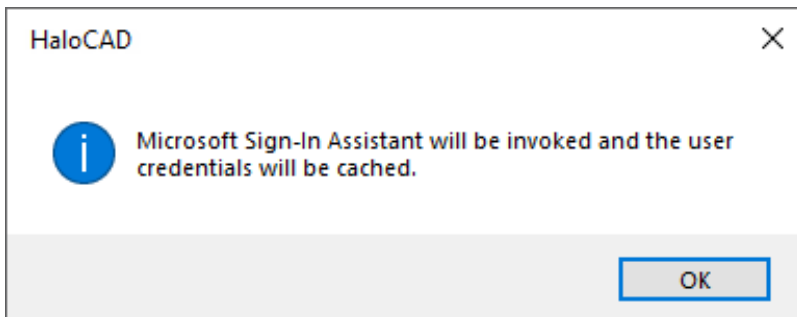 HaloCAD
Microsoft Sign-In Assistant will be invoked and the user
credentials will be cached.
OK